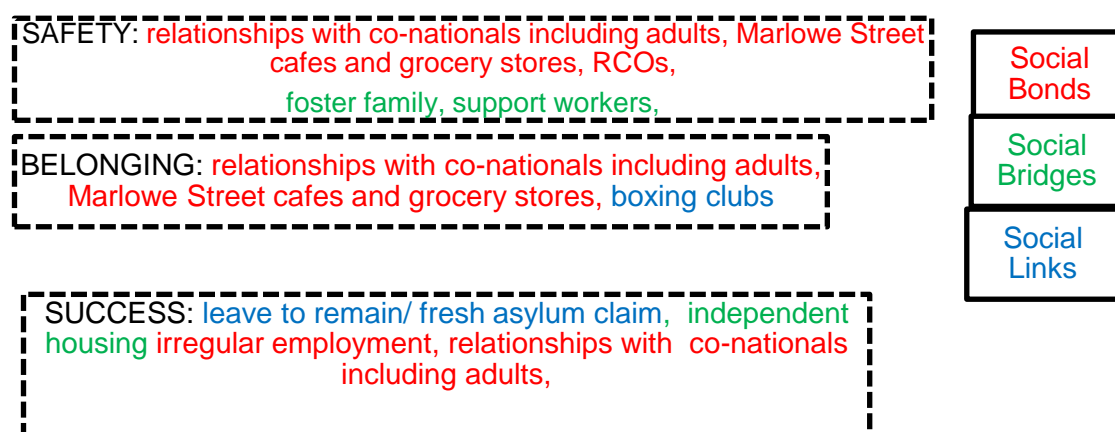 SAFETY: relationships with co-nationals including adults, Marlowe Street
cafes and grocery stores, RCOs,
foster family, support workers,
BELONGING: relationships with co-nationals including adults,
Marlowe Street cafes and grocery stores, boxing clubs
SUCCESS: leave to remain/ fresh asylum claim, independent
housing irregular employment, relationships with co-nationals
including adults,
Social
Bonds
Social
Bridges
Social
Links